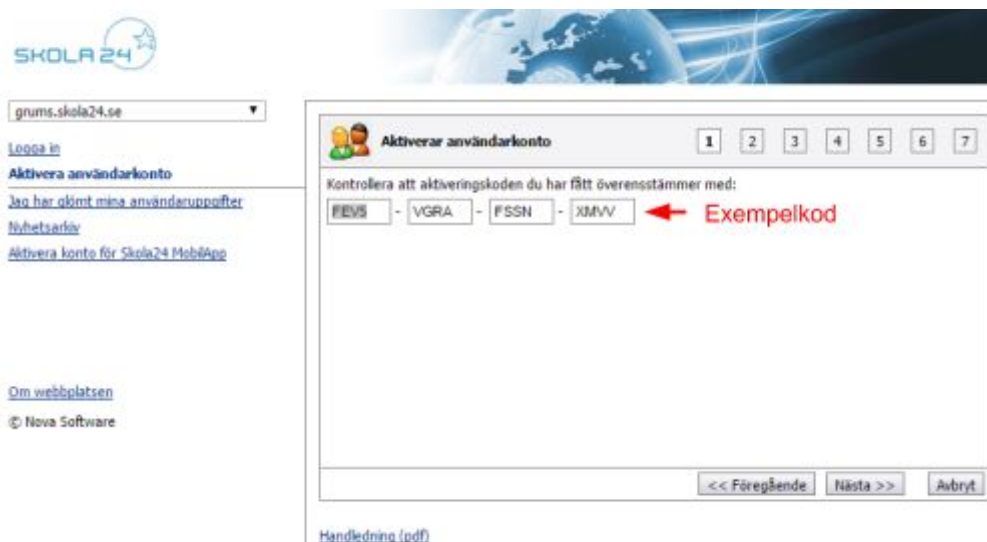 SKOLA 24
grums.skola24.se
Logga in
Aktivera användarkonto
Jag har glömt mina användaruppgifter
Nyhetsarkiv
Aktivera konto för Skola24 MobilApp
Om webbplatsen
© Nova Software
Aktiverar användarkonto 1 2 3 4 5 6 7
Kontrollera att aktiveringskoden du har fått överensstämmer med:
FEVS - VGRA - FSSN - XMVV Exempelkod
<< Föregående Nästa >> Avbryt
Handledning (pdf)